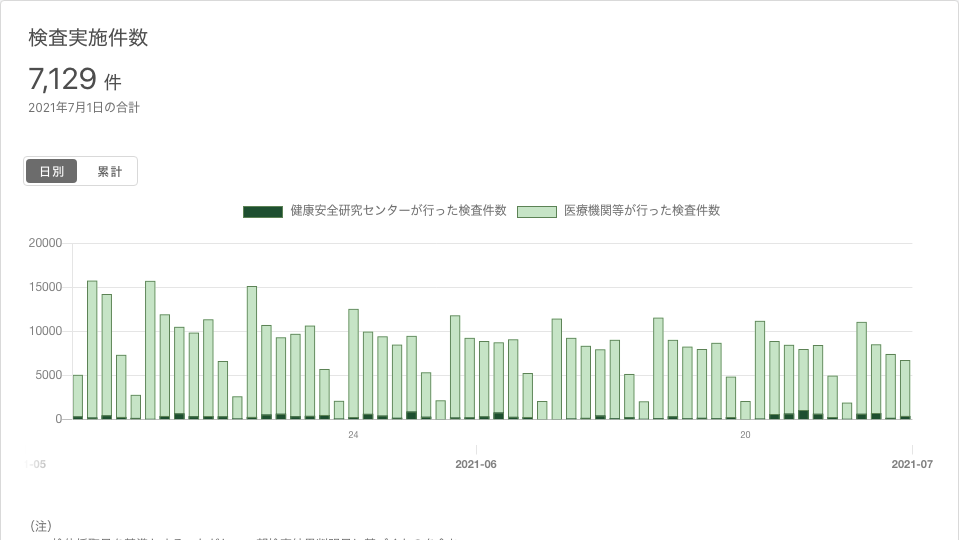 検査実施件数
7,129 件
2021年7月1日の合計
日別 累計
健康安全研究センターが行った検査件数 医療機関等が行った検査件数
20000
15000
10000
5000
0
24 20
-05 2021-06 2021-07
（注）